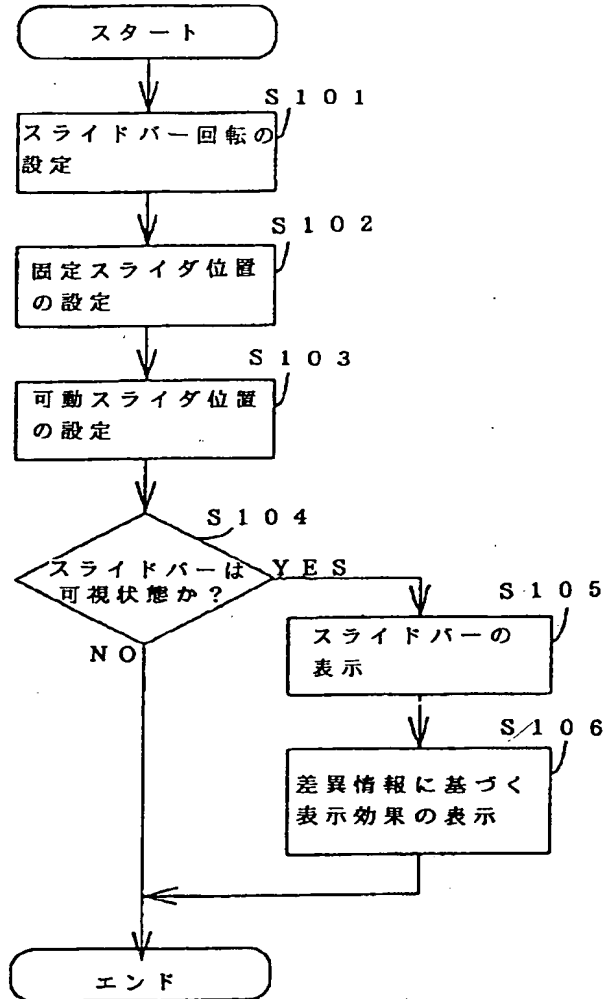 スタート
S101
スライドバー回転の
設定
S102
固定スライダ位置
の設定
S103
可動スライダ位置
の設定
S104
スライドバーは
可視状態か？
YES
NO
S105
スライドバーの
表示
S106
差異情報に基づく
表示効果の表示
エンド